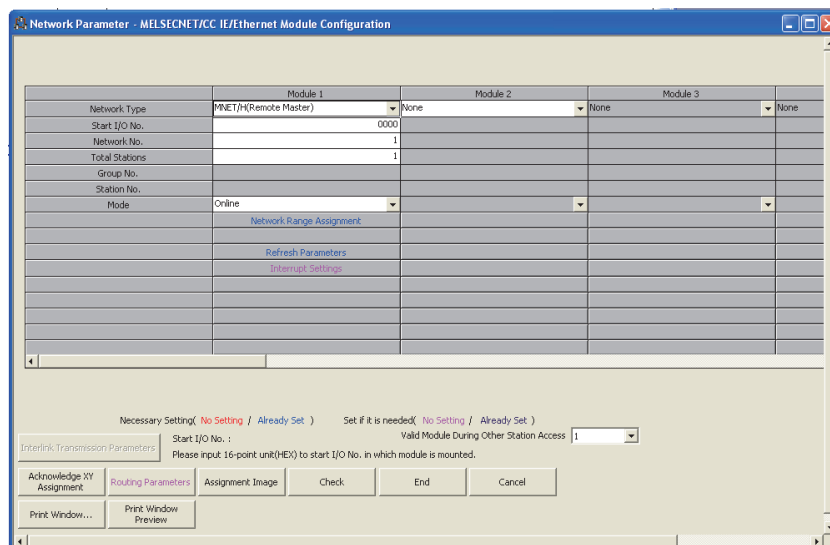 Network Parameter - MELSECNET/CC IE/Ethernet Module Configuration
Module 1 Module 2 Module 3
Network Type MNET/H(Remote Master) None None None
Start I/O No. 0000
Network No. 1
Total Stations 1
Group No.
Station No.
Mode Online
Network Range Assignment
Refresh Parameters
Interrupt Settings
Necessary Setting( No Setting / Already Set ) Set if it is needed( No Setting / Already Set )
Interlink Transmission Parameters
Start I/O No. : Valid Module During Other Station Access 1
Please input 16-point unit(HEX) to start I/O No. in which module is mounted.
Acknowledge XY Assignment Routing Parameters Assignment Image Check End Cancel
Print Window... Print Window Preview